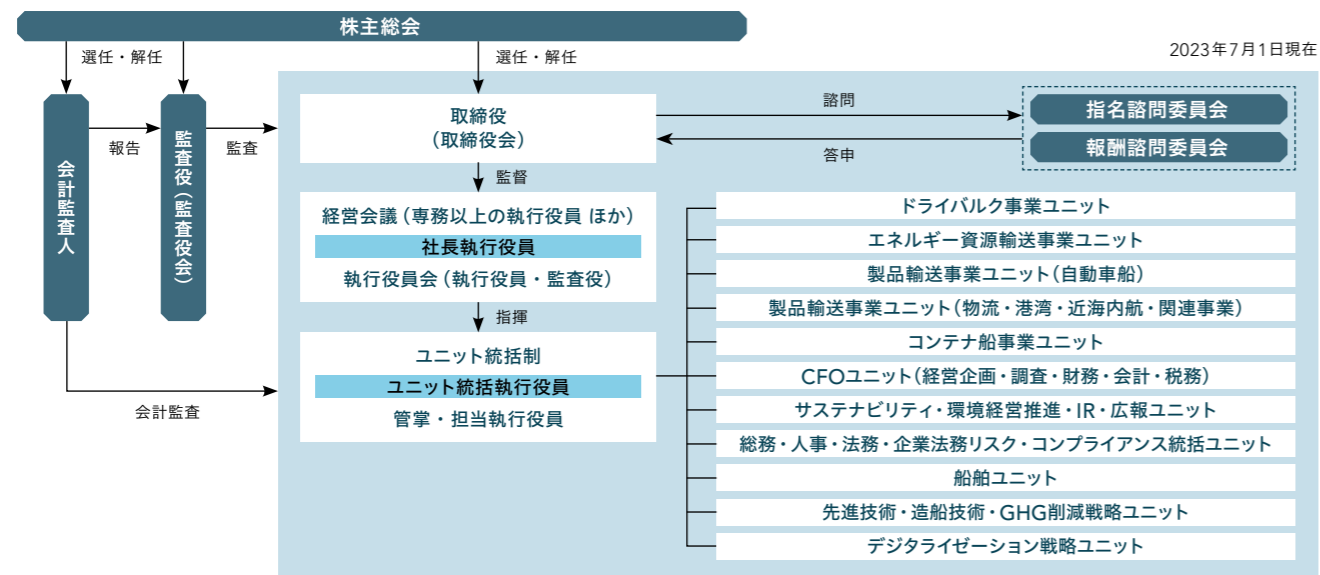 株主総会
2023年7月1日現在
選任・解任
選任・解任
会計監査人
報告
監査役（監査役会）
監査
取締役
（取締役会）
諮問
答申
指名諮問委員会
報酬諮問委員会
監督
経営会議（専務以上の執行役員 ほか）
社長執行役員
執行役員会（執行役員・監査役）
指揮
ユニット統括制
ユニット統括執行役員
管掌・担当執行役員
会計監査
ドライバルク事業ユニット
エネルギー資源輸送事業ユニット
製品輸送事業ユニット（自動車船）
製品輸送事業ユニット（物流・港湾・近海内航・関連事業）
コンテナ船事業ユニット
CFOユニット（経営企画・調査・財務・会計・税務）
サステナビリティ・環境経営推進・IR・広報ユニット
総務・人事・法務・企業法務リスク・コンプライアンス統括ユニット
船舶ユニット
先進技術・造船技術・GHG削減戦略ユニット
デジタライゼーション戦略ユニット